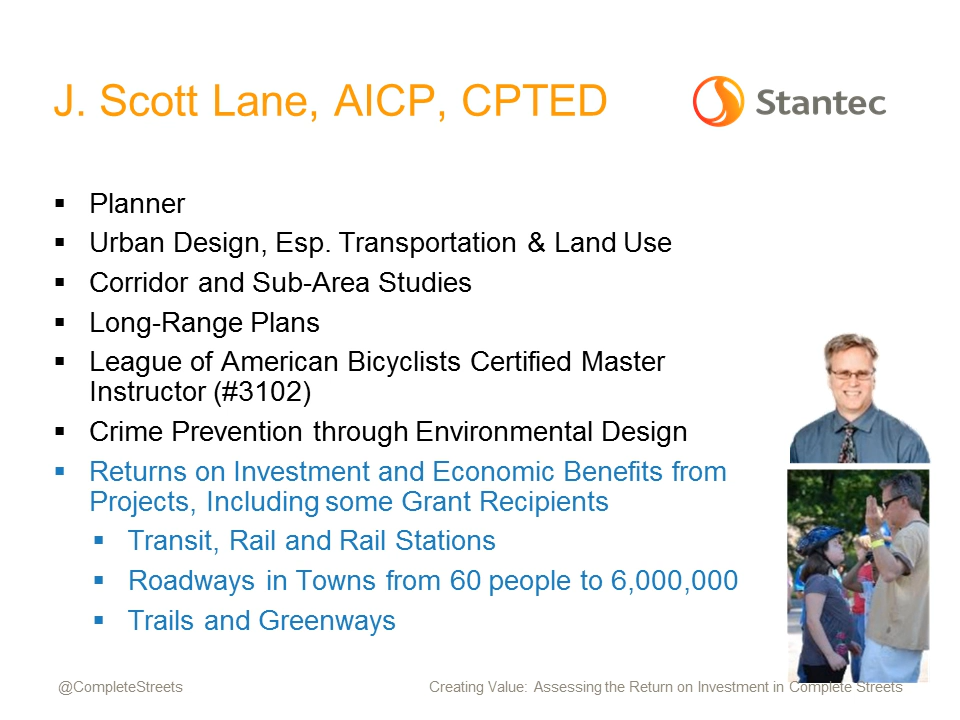 J. Scott Lane, AICP, CPTED
Stantec
▪ Planner
▪ Urban Design, Esp. Transportation & Land Use
▪ Corridor and Sub-Area Studies
▪ Long-Range Plans
▪ League of American Bicyclists Certified Master
Instructor (#3102)
▪ Crime Prevention through Environmental Design
▪ Returns on Investment and Economic Benefits from
Projects, Including some Grant Recipients
▪ Transit, Rail and Rail Stations
▪ Roadways in Towns from 60 people to 6,000,000
▪ Trails and Greenways
@CompleteStreets
Creating Value: Assessing the Return on Investment in Complete Streets